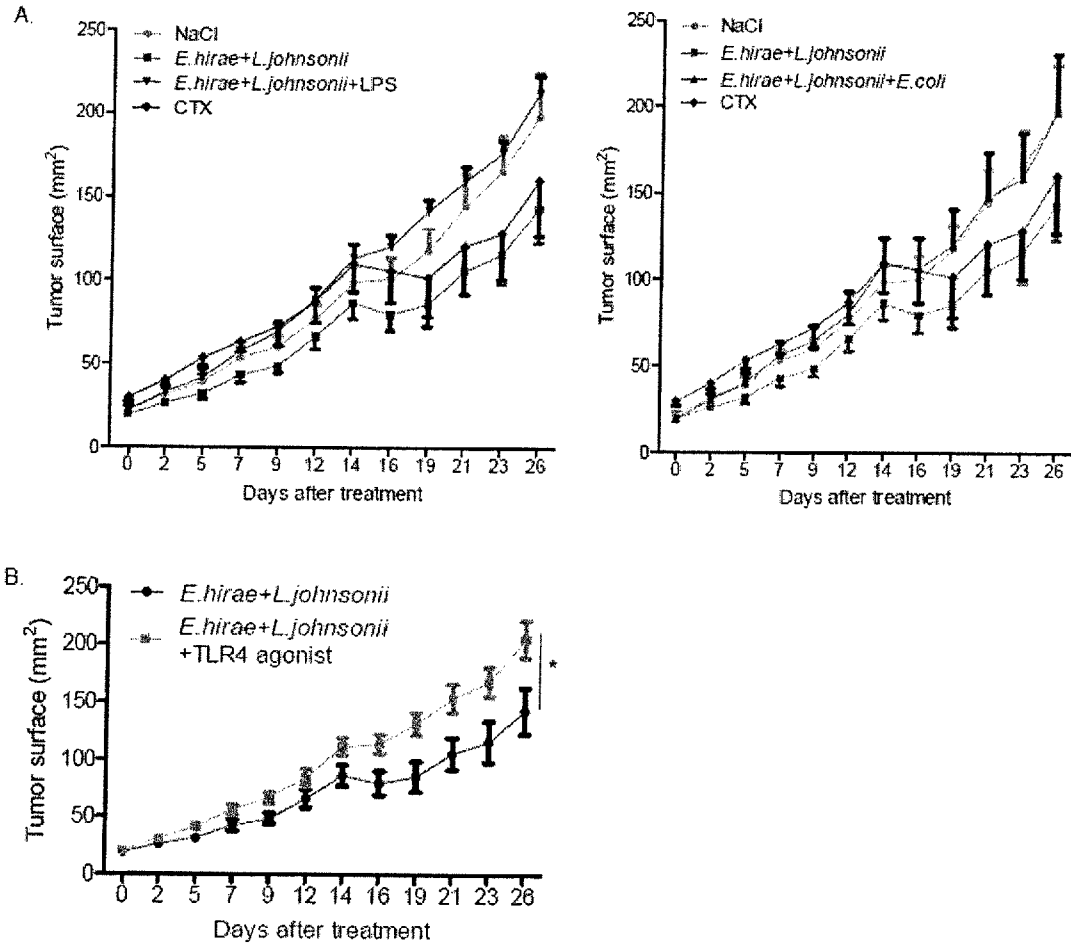 A.
NaCl
E.hirae+L.johnsonii
E.hirae+L.johnsonii+LPS
CTX
Tumor surface (mm²)
250
200
150
100
50
0
0 2 5 7 9 12 14 16 19 21 23 26
Days after treatment
NaCl
E.hirae+L.johnsonii
E.hirae+L.johnsonii+E.coli
CTX
Tumor surface (mm²)
250
200
150
100
50
0
0 2 5 7 9 12 14 16 19 21 23 26
Days after treatment
B.
E.hirae+L.johnsonii
E.hirae+L.johnsonii
+TLR4 agonist
Tumor surface (mm²)
250
200
150
100
50
0
*
0 2 5 7 9 12 14 16 19 21 23 26
Days after treatment